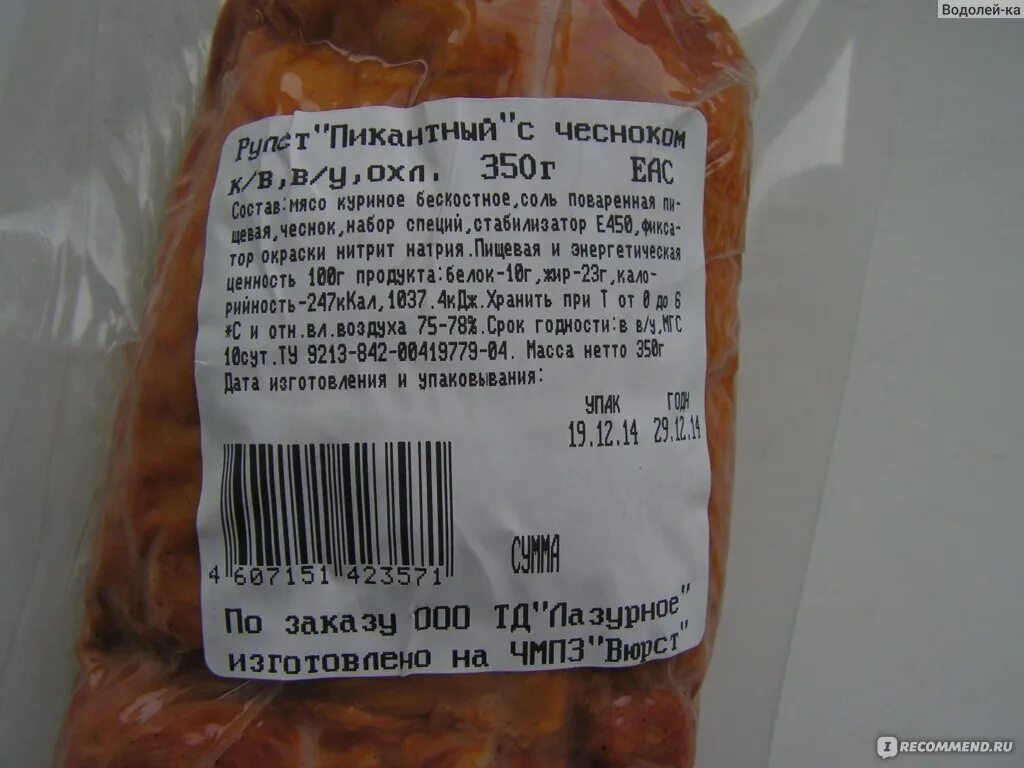 Водолей-ка
Рулет "Пикантный" с чесноком
к/в,в/у,охл. 350г EAC
Состав:мясо куриное бескостное,соль поваренная пи-
щевая,чеснок,набор специй,стабилизатор Е450,фикса-
тор окраски нитрит натрия.Пищевая и энергетическая
ценность 100г продукта:белок-10г,жир-23г,кало-
рийность-247кКал,1037.4кДж.Хранить при Т от 0 до 6
*С и отн.вл.воздуха 75-78%.Срок годности:в в/у,МГС
10сут.ТУ 9213-842-00419779-04. Масса нетто 350г
Дата изготовления и упаковывания:
УПАК ГОДН
19.12.14 29.12.14
СУММА
4 607151 423571
По заказу ООО ТД"Лазурное"
изготовлено на ЧМПЗ"Вюрст"
IRECOMMEND.RU